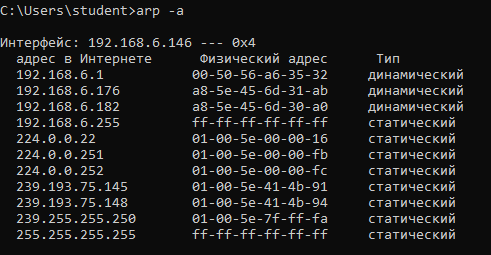 C:\Users\student>arp -a
Интерфейс: 192.168.6.146 --- 0x4
адрес в Интернете Физический адрес Тип
192.168.6.1 00-50-56-a6-35-32 динамический
192.168.6.176 a8-5e-45-6d-31-ab динамический
192.168.6.182 a8-5e-45-6d-30-a0 динамический
192.168.6.255 ff-ff-ff-ff-ff-ff статический
224.0.0.22 01-00-5e-00-00-16 статический
224.0.0.251 01-00-5e-00-00-fb статический
224.0.0.252 01-00-5e-00-00-fc статический
239.193.75.145 01-00-5e-41-4b-91 статический
239.193.75.148 01-00-5e-41-4b-94 статический
239.255.255.250 01-00-5e-7f-ff-fa статический
255.255.255.255 ff-ff-ff-ff-ff-ff статический